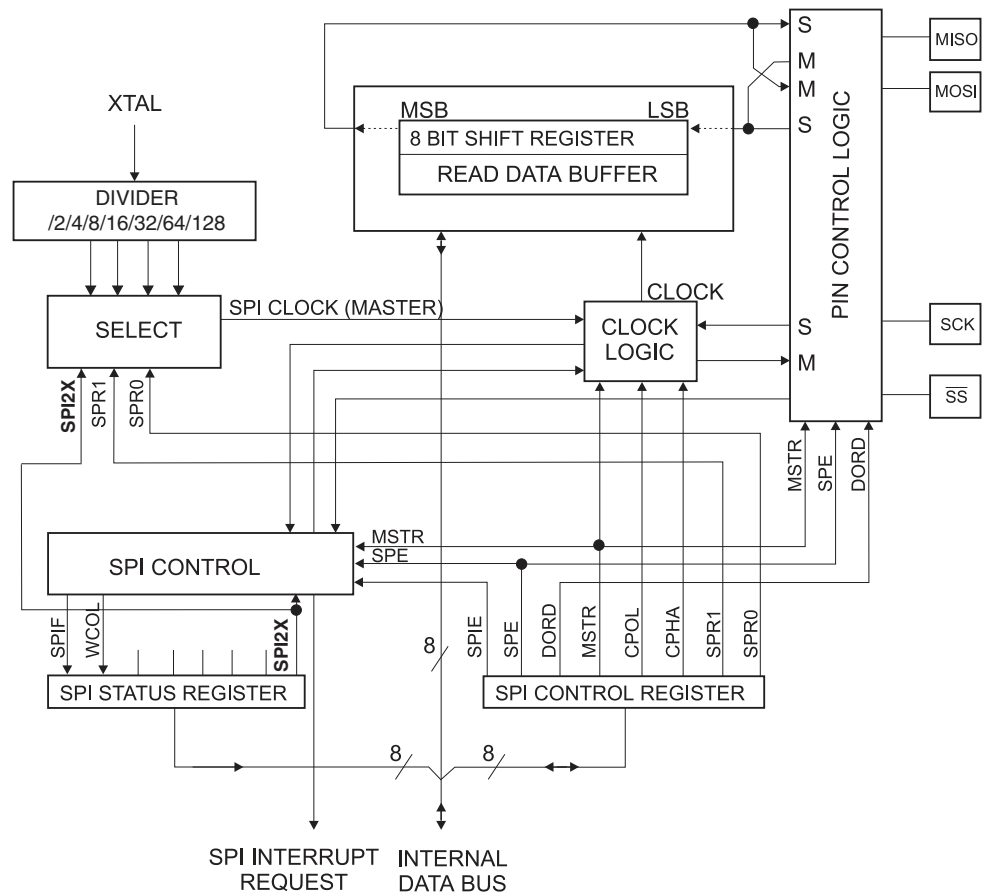 S
MISO
M
MOSI
M
XTAL
MSB
LSB
S
8 BIT SHIFT REGISTER
READ DATA BUFFER
PIN CONTROL LOGIC
DIVIDER
/2/4/8/16/32/64/128
SPI CLOCK (MASTER)
CLOCK
SELECT
CLOCK
LOGIC
S
SCK
M
SPI2X
SPR1
SPR0
SS
MSTR
SPE
DORD
MSTR
SPE
SPI CONTROL
SPIF
WCOL
SPI2X
8
SPIE
SPE
DORD
MSTR
CPOL
CPHA
SPR1
SPR0
SPI STATUS REGISTER
SPI CONTROL REGISTER
8
8
SPI INTERRUPT
REQUEST
INTERNAL
DATA BUS